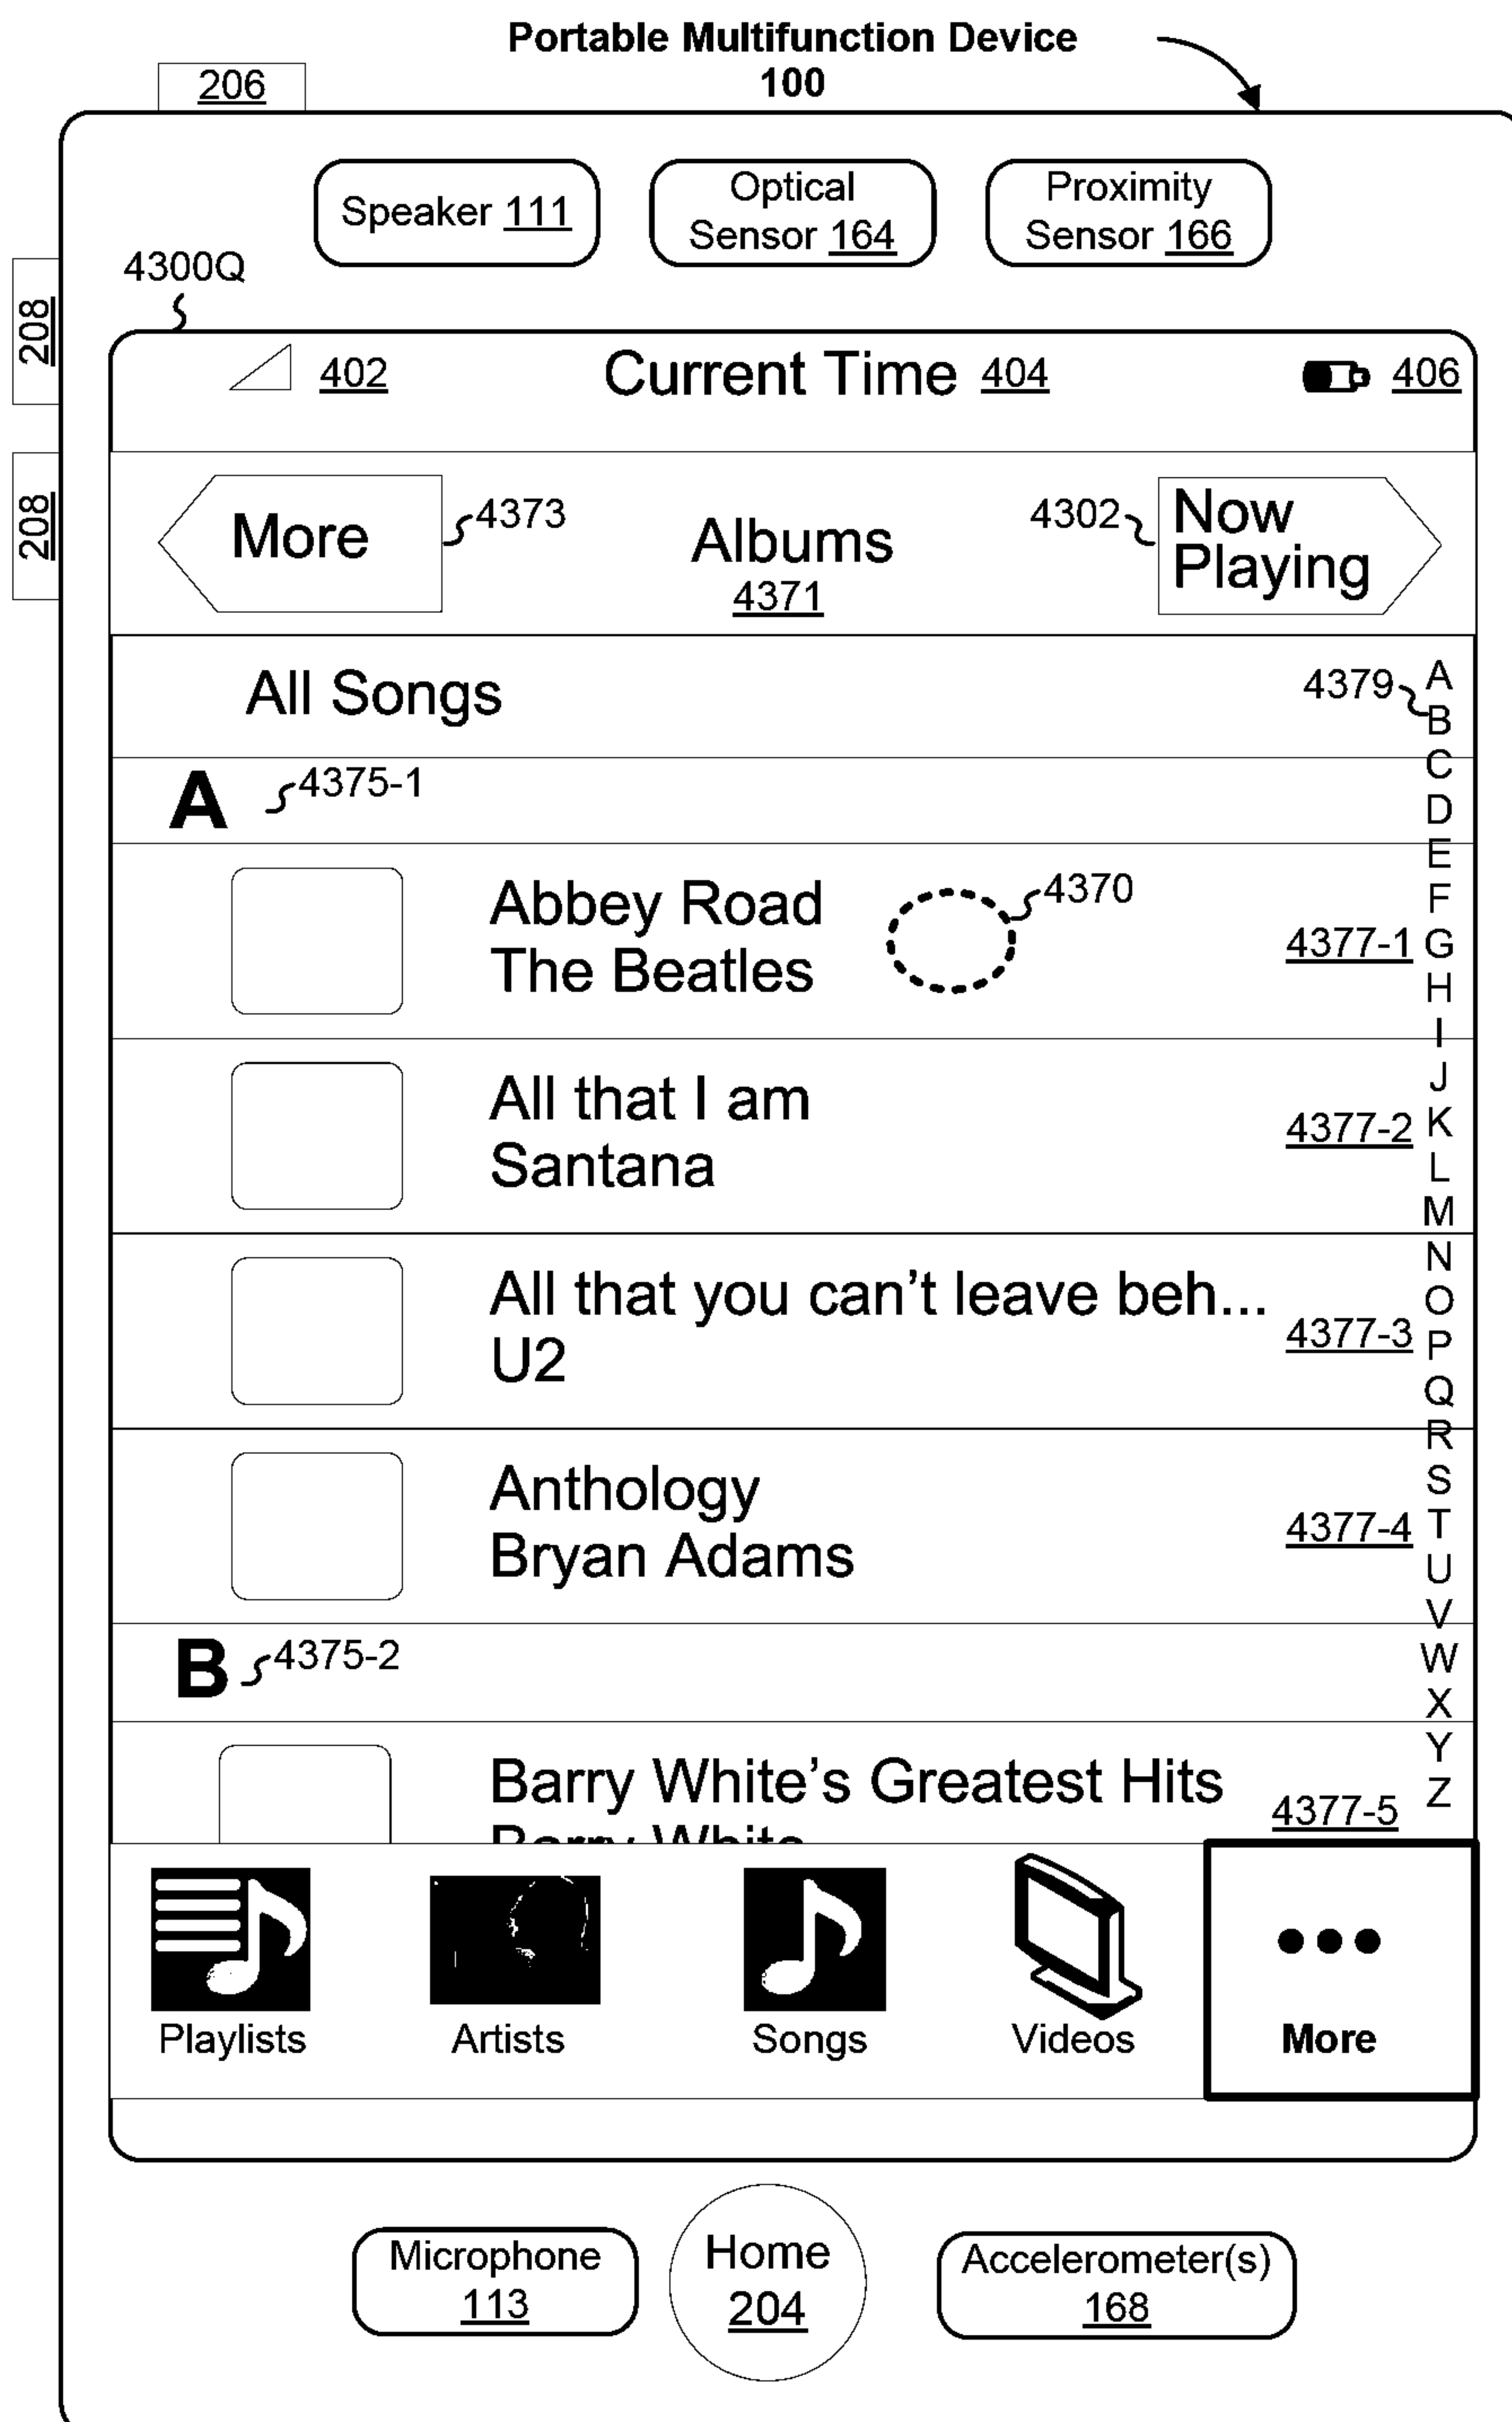 Portable Multifunction Device
100
206
Speaker 111
Optical
Sensor 164
Proximity
Sensor 166
4300Q
208
208
402
Current Time 404
406
More
4373
Albums
4371
4302
Now
Playing
All Songs
4379
A
B
C
D
E
F
G
H
I
J
K
L
M
N
O
P
Q
R
S
T
U
V
W
X
Y
Z
A
4375-1
Abbey Road
The Beatles
4370
4377-1
All that I am
Santana
4377-2
All that you can't leave beh...
U2
4377-3
Anthology
Bryan Adams
4377-4
B
4375-2
Barry White's Greatest Hits
Barry White
4377-5
Playlists
Artists
Songs
Videos
More
Microphone
113
Home
204
Accelerometer(s)
168